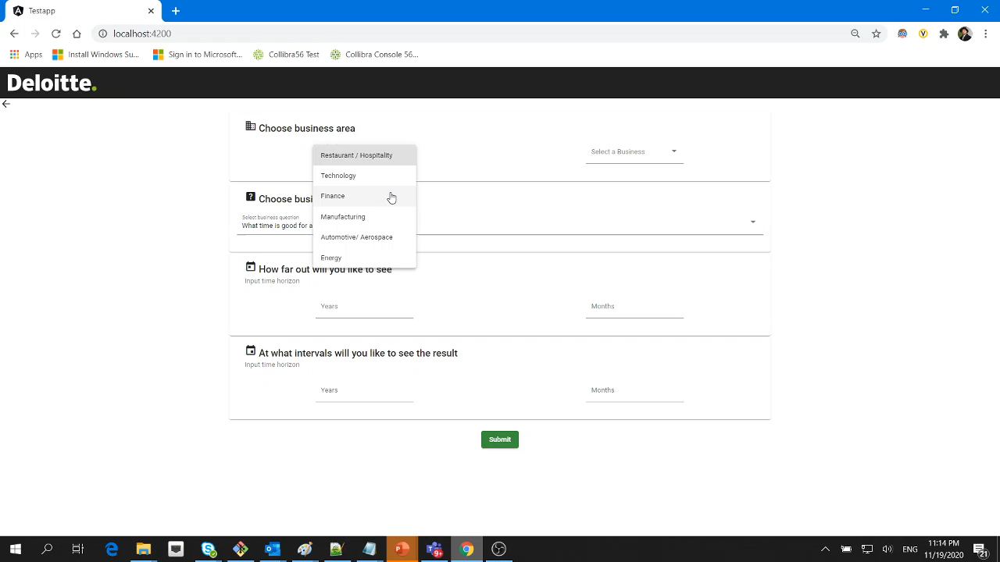 Testapp
localhost:4200
Apps
Install Windows Su...
Sign in to Microsoft...
Collibra56 Test
Collibra Console 56...
Deloitte.
Choose business area
Select a Business
Restaurant / Hospitality
Technology
Finance
Manufacturing
Automotive/ Aerospace
Energy
Choose busi
Select business question
What time is good for a
How far out will you like to see
Input time horizon
Years
Months
At what intervals will you like to see the result
Input time horizon
Years
Months
Submit
ENG
11:14 PM
11/19/2020
21
9+